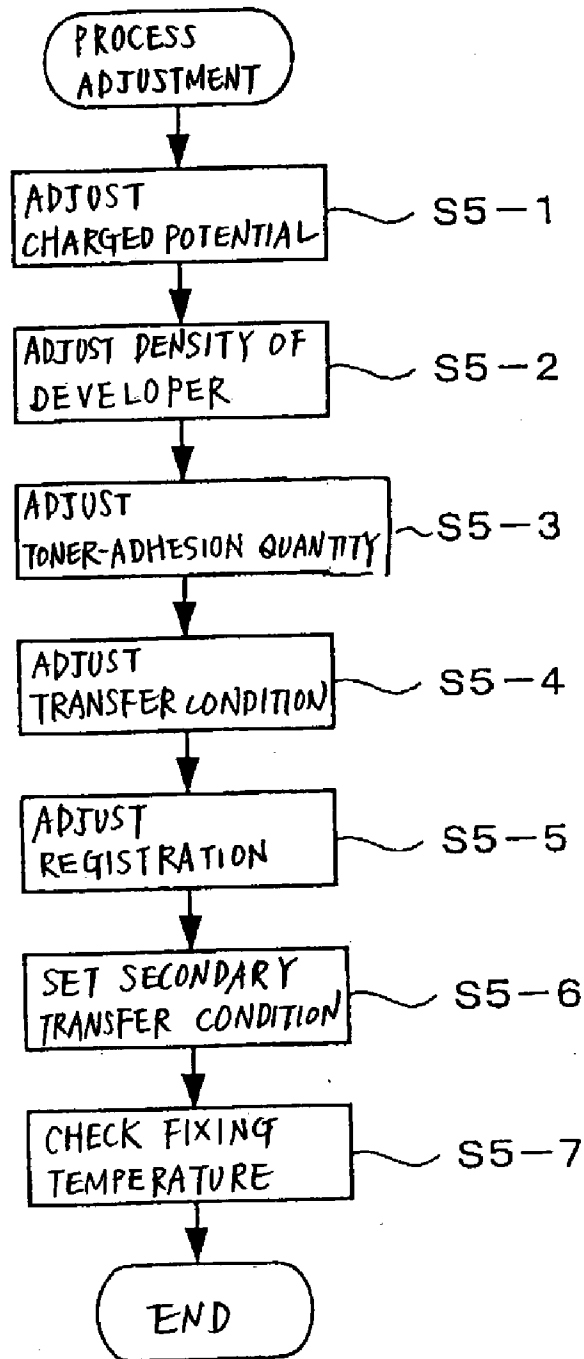 PROCESS
ADJUSTMENT
ADJUST
CHARGED POTENTIAL
S5-1
ADJUST DENSITY OF
DEVELOPER
S5-2
ADJUST
TONER-ADHESION QUANTITY
S5-3
ADJUST
TRANSFER CONDITION
S5-4
ADJUST
REGISTRATION
S5-5
SET SECONDARY
TRANSFER CONDITION
S5-6
CHECK FIXING
TEMPERATURE
S5-7
END